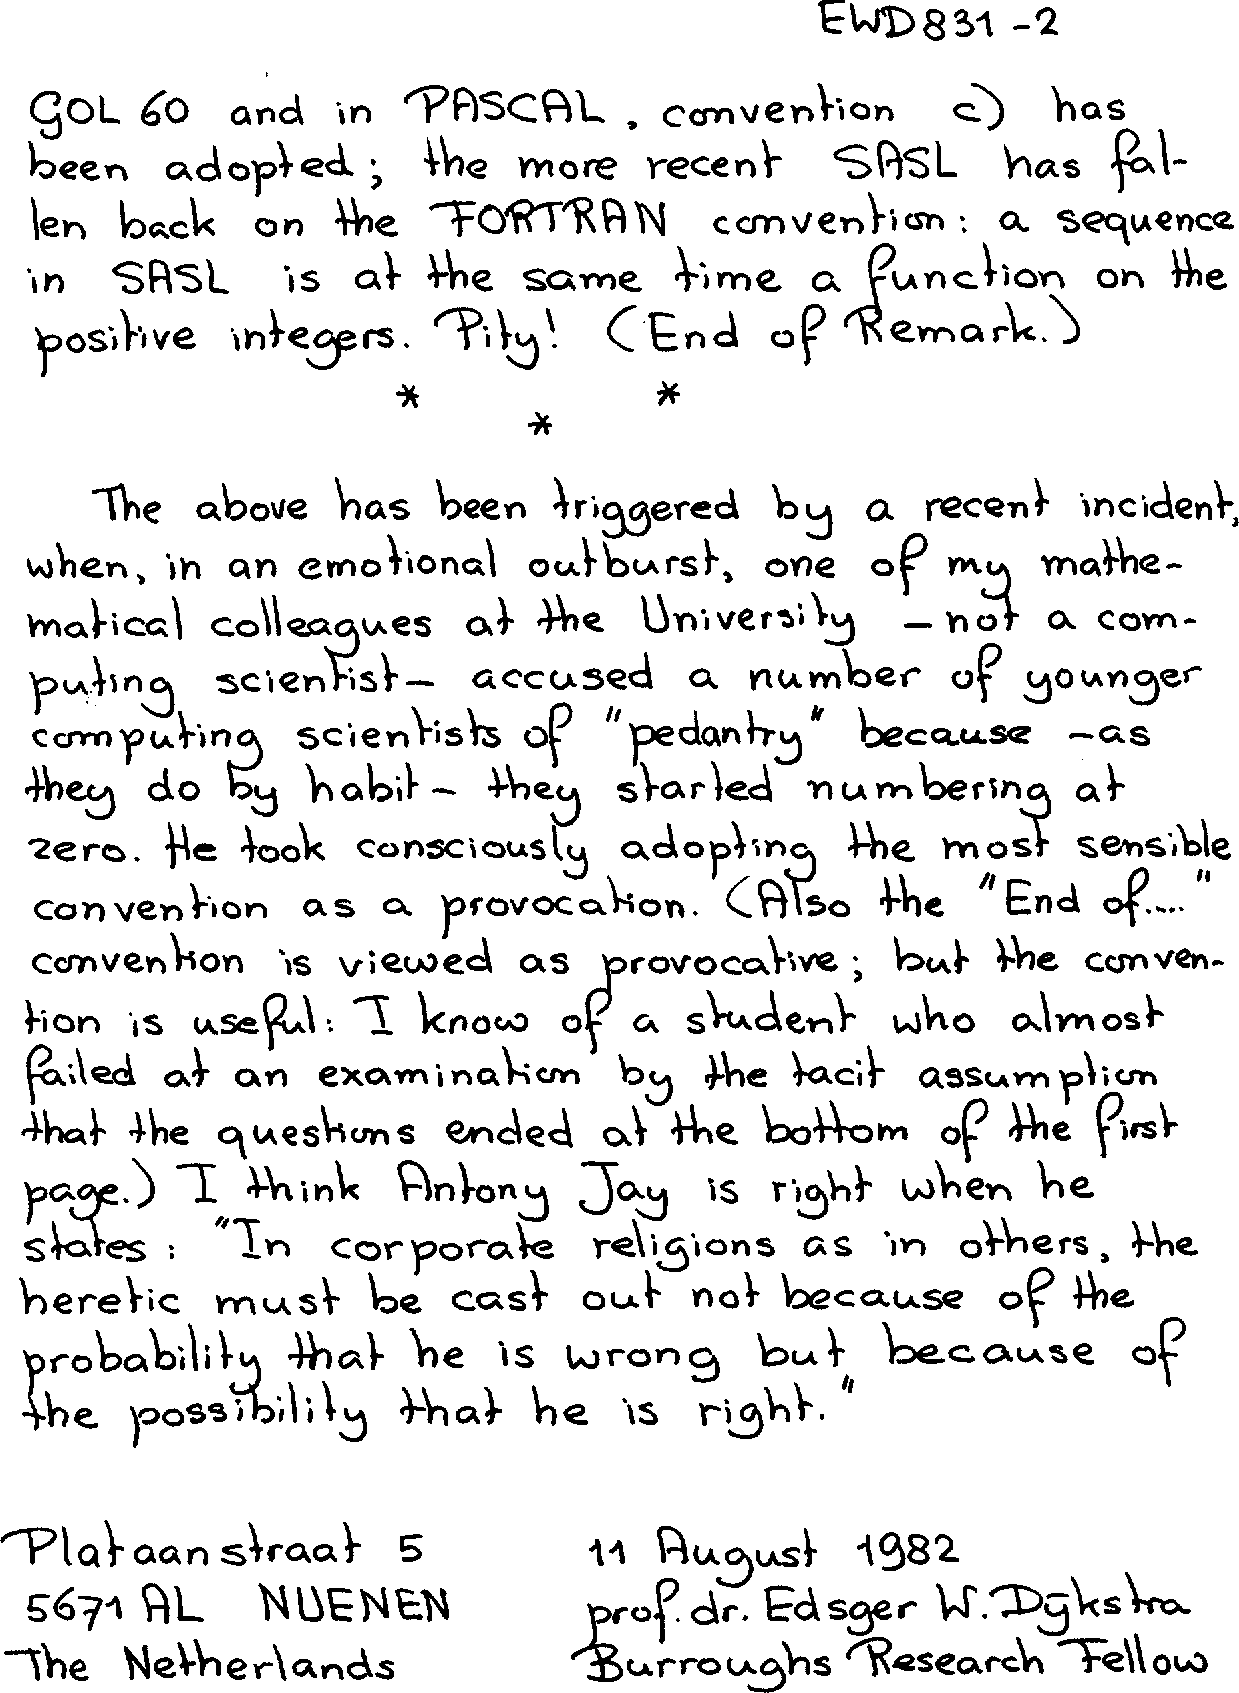 EWD831-2
GOL 60 and in PASCAL, convention c) has
been adopted; the more recent SASL has fal-
len back on the FORTRAN convention: a sequence
in SASL is at the same time a function on the
positive integers. Pity! (End of Remark.)
* *
*
The above has been triggered by a recent incident,
when, in an emotional outburst, one of my mathe-
matical colleagues at the University -not a com-
puting scientist- accused a number of younger
computing scientists of "pedantry" because -as
they do by habit- they started numbering at
zero. He took consciously adopting the most sensible
convention as a provocation. (Also the "End of...."
convention is viewed as provocative; but the conven-
tion is useful: I know of a student who almost
failed at an examination by the tacit assumption
that the questions ended at the bottom of the first
page.) I think Antony Jay is right when he
states: "In corporate religions as in others, the
heretic must be cast out not because of the
probability that he is wrong but because of
the possibility that he is right."
Plataanstraat 5
5671 AL NUENEN
The Netherlands
11 August 1982
prof. dr. Edsger W. Dijkstra
Burroughs Research Fellow